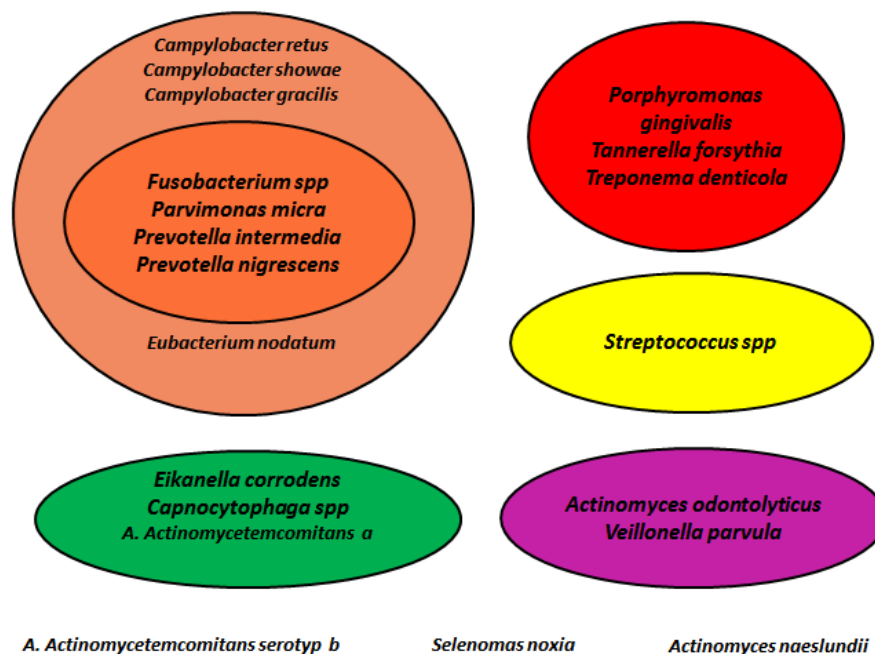 Campylobacter retus
Campylobacter showae
Campylobacter gracilis
Fusobacterium spp
Parvimonas micra
Prevotella intermedia
Prevotella nigrescens
Eubacterium nodatum
Porphyromonas
gingivalis
Tannerella forsythia
Treponema denticola
Streptococcus spp
Eikanella corrodens
Capnocytophaga spp
A. Actinomycetemcomitans a
Actinomyces odontolyticus
Veillonella parvula
A. Actinomycetemcomitans serotyp b
Selenomas noxia
Actinomyces naeslundii